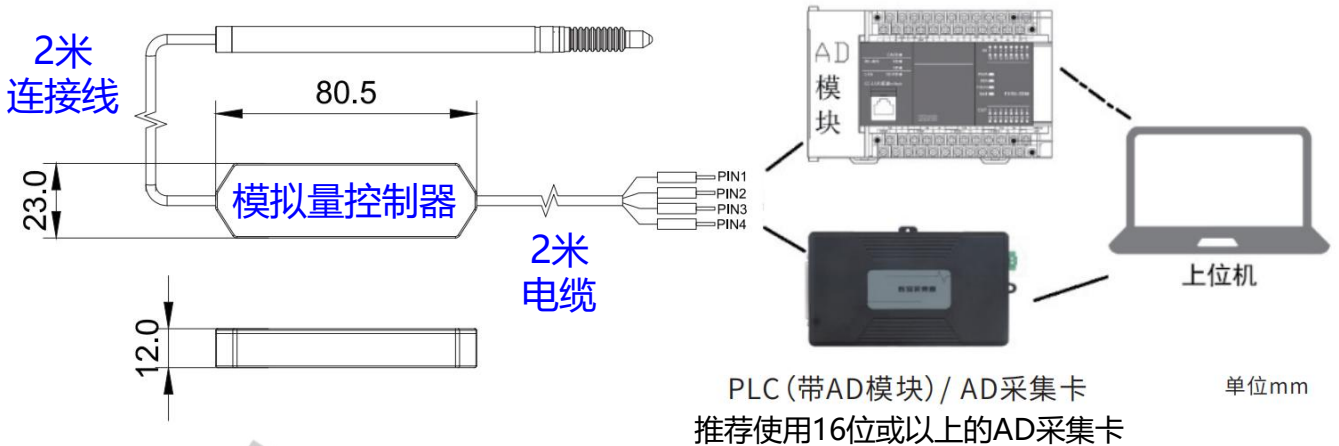 2米
连接线
80.5
23.0
模拟量控制器
PIN1
PIN2
PIN3
PIN4
2米
电缆
12.0
AD
模
块
上位机
PLC(带AD模块)/ AD采集卡
单位mm
推荐使用16位或以上的AD采集卡